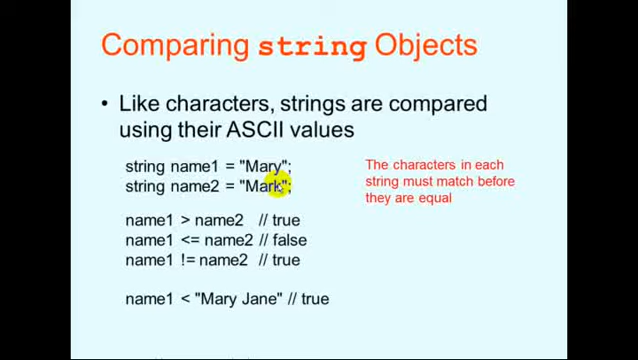 Comparing string Objects
• Like characters, strings are compared
using their ASCII values
string name1 = "Mary";
string name2 = "Mark";
The characters in each
string must match before
they are equal
name1 > name2 // true
name1 <= name2 // false
name1 != name2 // true
name1 < "Mary Jane" // true